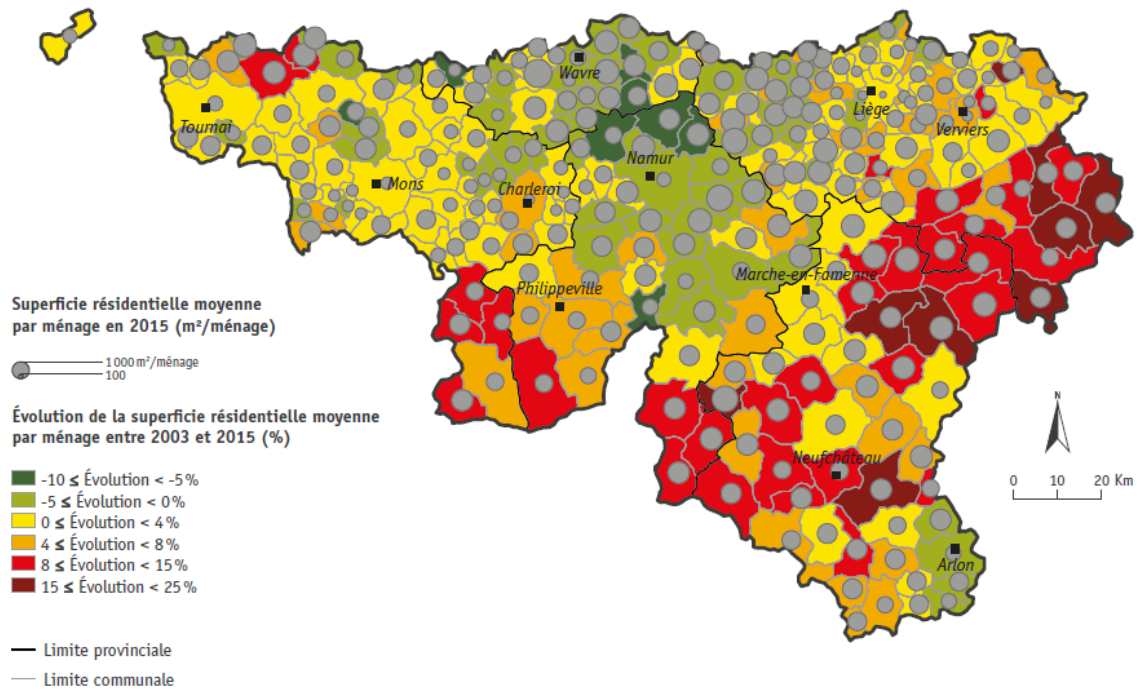 Wavre
Liège
Tournai
Verviers
Namur
Mons
Charleroi
Marche-en-Famenne
Philippeville
Superficie résidentielle moyenne
par ménage en 2015 (m²/ménage)
1 000 m²/ménage
100
Évolution de la superficie résidentielle moyenne
par ménage entre 2003 et 2015 (%)
N
Neufchâteau
-10 ≤ Évolution < -5 %
0 10 20 Km
-5 ≤ Évolution < 0 %
0 ≤ Évolution < 4 %
4 ≤ Évolution < 8 %
8 ≤ Évolution < 15 %
Arlon
15 ≤ Évolution < 25 %
Limite provinciale
Limite communale